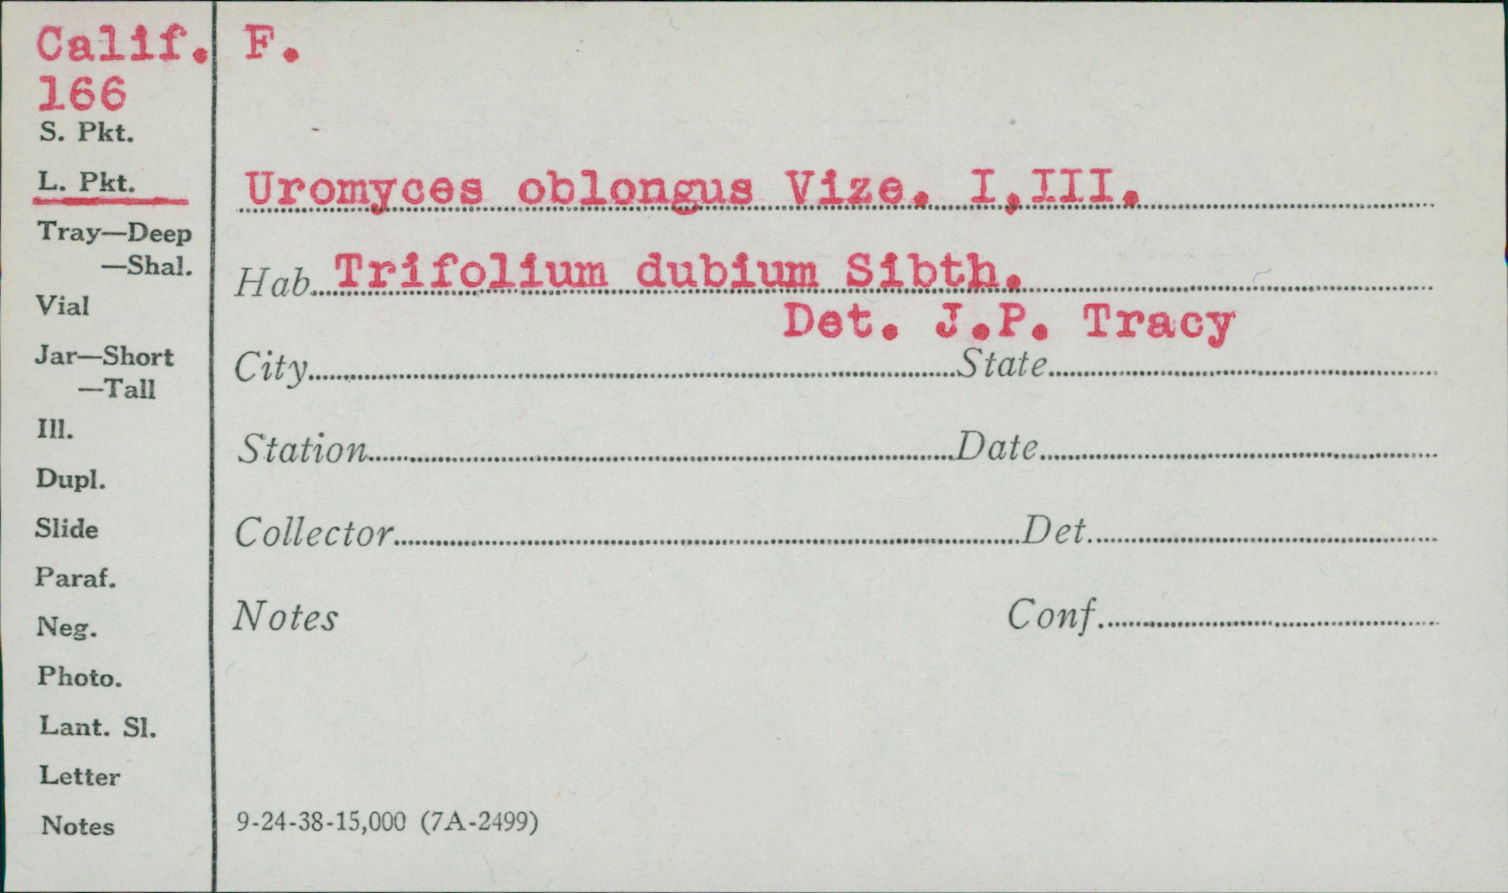 Calif. F.
166
S. Pkt.
L. Pkt.
Uromyces oblongus Vize. I,III.
Tray—Deep
—Shal.
Hab. Trifolium dubium Sibth.
Vial
Det. J.P. Tracy
Jar—Short
—Tall
City State
Ill.
Station Date
Dupl.
Slide
Collector Det.
Paraf.
Neg.
Notes Conf.
Photo.
Lant. Sl.
Letter
Notes
9-24-38-15,000 (7A-2499)